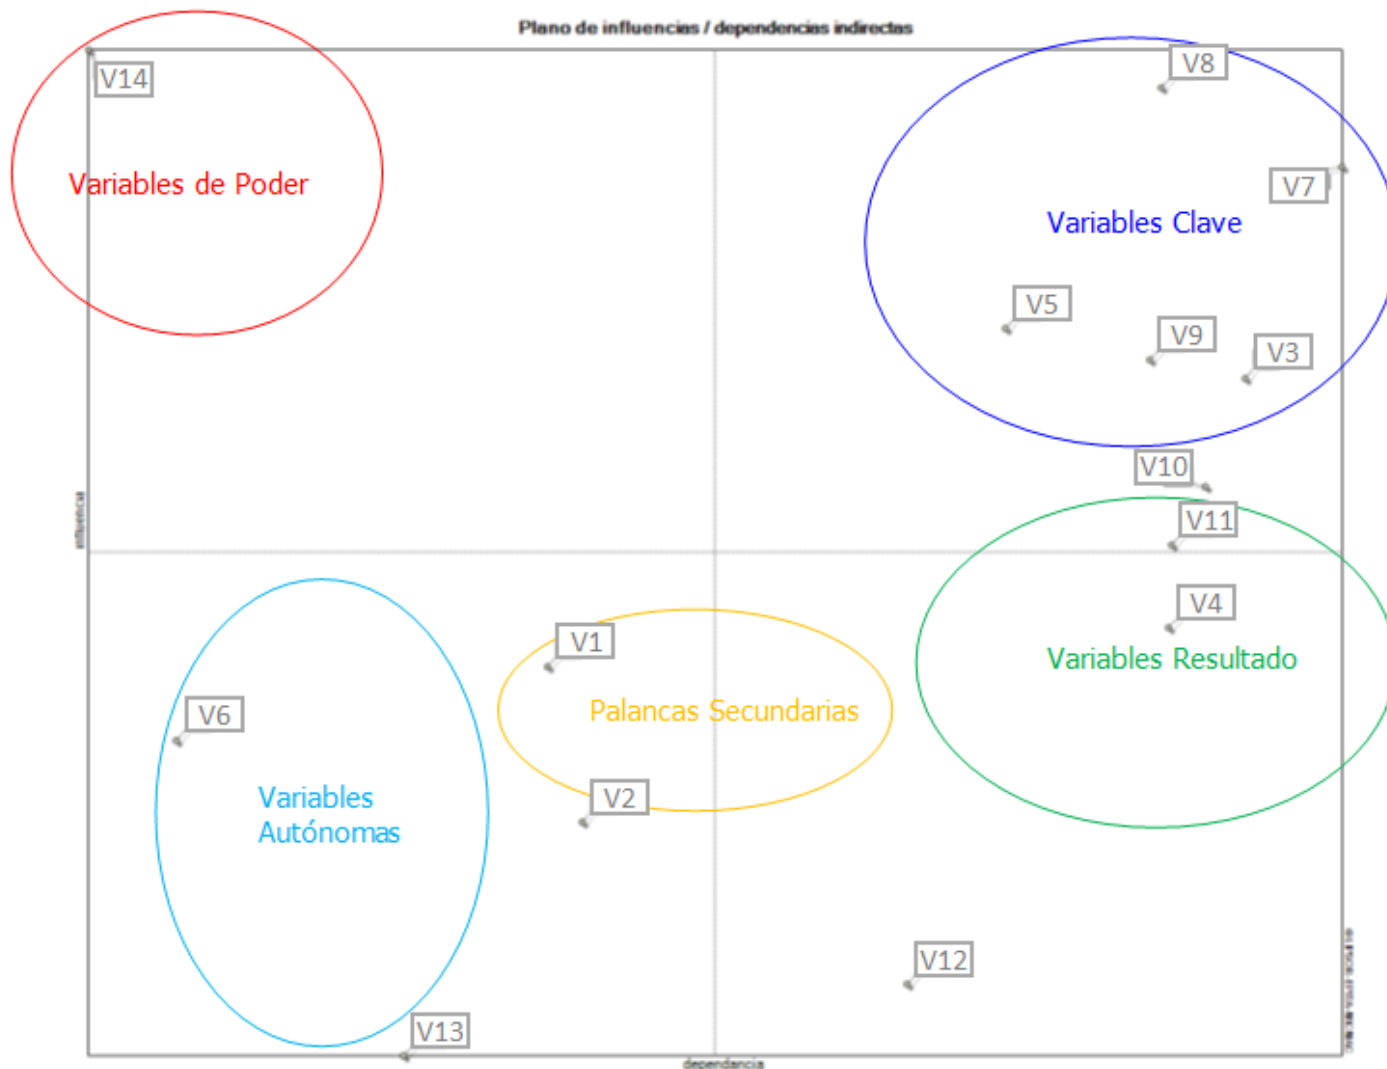 Plano de influencias / dependencias indirectas
V14
V8
Variables de Poder
V7
Variables Clave
V5
V9
V3
V10
influencia
V11
V4
V1
Variables Resultado
V6
Palancas Secundarias
V2
Variables
Autónomas
V12
V13
dependancia